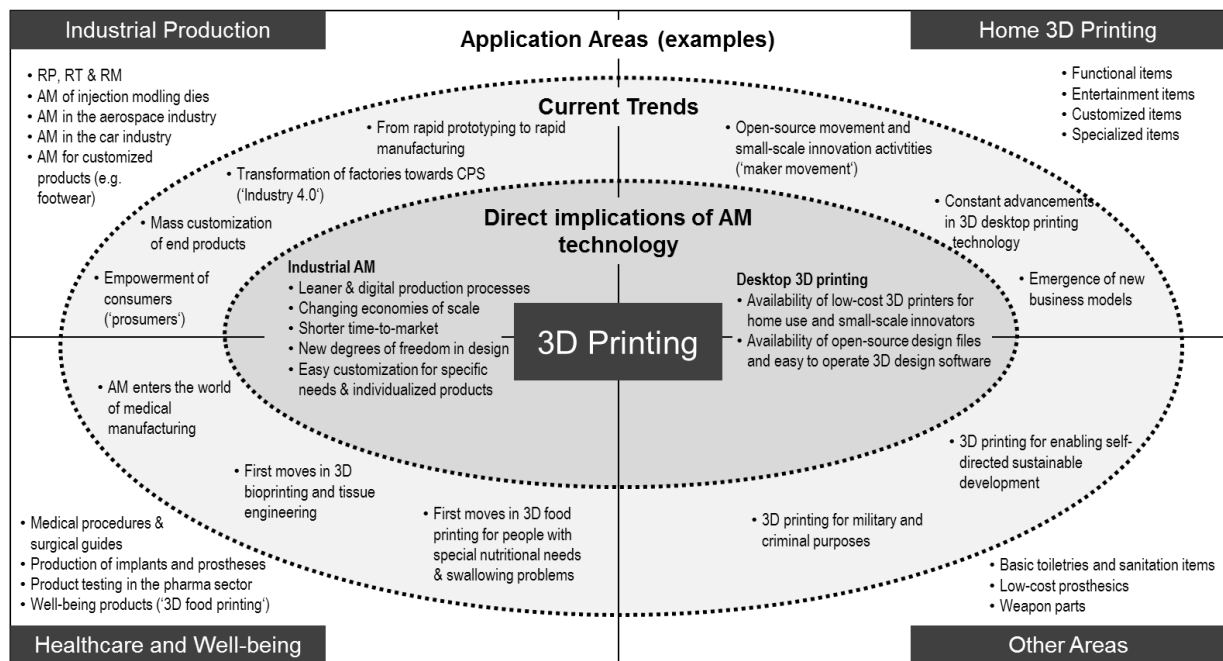 Industrial Production
Application Areas (examples)
Home 3D Printing
• RP, RT & RM
• AM of injection modling dies
• AM in the aerospace industry
• AM in the car industry
• AM for customized
products (e.g.
footwear)
• Functional items
• Entertainment items
• Customized items
• Specialized items
Current Trends
• From rapid prototyping to rapid
manufacturing
• Transformation of factories towards CPS
(‘Industry 4.0‘)
• Mass customization
of end products
• Empowerment of
consumers
(‘prosumers‘)
• Open-source movement and
small-scale innovation activtities
(‘maker movement‘)
• Constant advancements
in 3D desktop printing
technology
• Emergence of new
business models
Direct implications of AM
technology
Industrial AM
• Leaner & digital production processes
• Changing economies of scale
• Shorter time-to-market
• New degrees of freedom in design
• Easy customization for specific
needs & individualized products
3D Printing
Desktop 3D printing
• Availability of low-cost 3D printers for
home use and small-scale innovators
• Availability of open-source design files
and easy to operate 3D design software
• AM enters the world
of medical
manufacturing
• First moves in 3D
bioprinting and tissue
engineering
• First moves in 3D food
printing for people with
special nutritional needs
& swallowing problems
• 3D printing for military and
criminal purposes
• 3D printing for enabling self-
directed sustainable
development
• Medical procedures &
surgical guides
• Production of implants and prostheses
• Product testing in the pharma sector
• Well-being products (‘3D food printing‘)
• Basic toiletries and sanitation items
• Low-cost prosthesics
• Weapon parts
Healthcare and Well-being
Other Areas